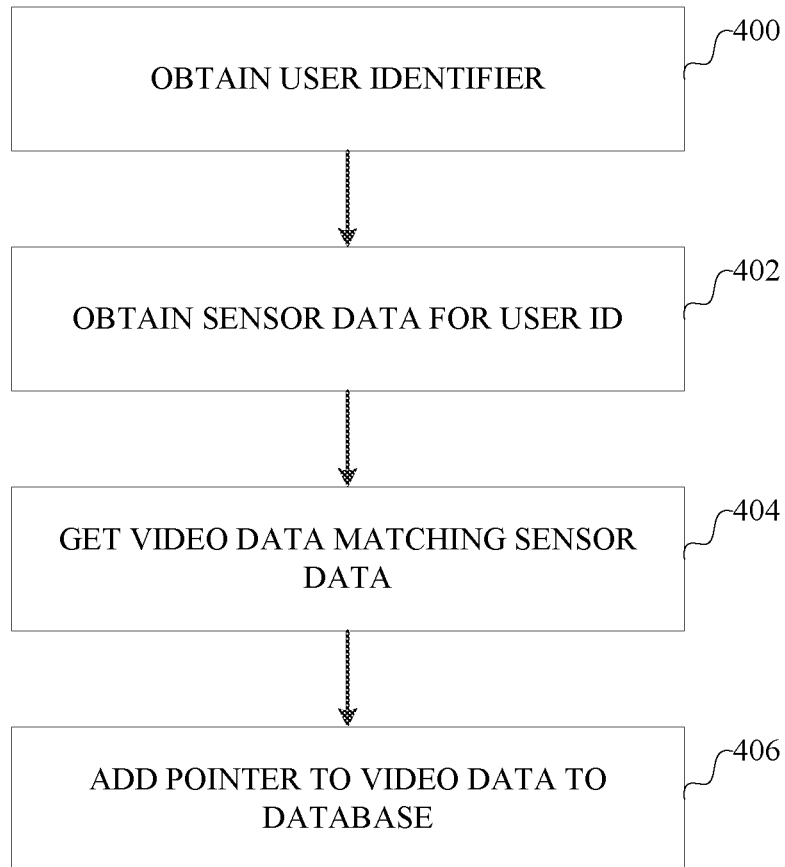 OBTAIN USER IDENTIFIER
400
OBTAIN SENSOR DATA FOR USER ID
402
GET VIDEO DATA MATCHING SENSOR
DATA
404
ADD POINTER TO VIDEO DATA TO
DATABASE
406